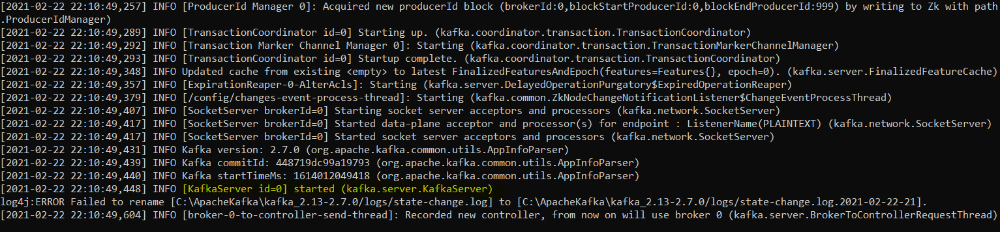 [2021-02-22 22:10:49,257] INFO [ProducerId Manager 0]: Acquired new producerId block (brokerId:0,blockStartProducerId:0,blockEndProducerId:999) by writing to Zk with path
.ProducerIdManager)
[2021-02-22 22:10:49,289] INFO [TransactionCoordinator id=0] Starting up. (kafka.coordinator.transaction.TransactionCoordinator)
[2021-02-22 22:10:49,292] INFO [Transaction Marker Channel Manager 0]: Starting (kafka.coordinator.transaction.TransactionMarkerChannelManager)
[2021-02-22 22:10:49,293] INFO [TransactionCoordinator id=0] Startup complete. (kafka.coordinator.transaction.TransactionCoordinator)
[2021-02-22 22:10:49,348] INFO Updated cache from existing <empty> to latest FinalizedFeaturesAndEpoch(features=Features{}, epoch=0). (kafka.server.FinalizedFeatureCache)
[2021-02-22 22:10:49,357] INFO [ExpirationReaper-0-AlterAcls]: Starting (kafka.server.DelayedOperationPurgatory$ExpiredOperationReaper)
[2021-02-22 22:10:49,379] INFO [/config/changes-event-process-thread]: Starting (kafka.common.ZkNodeChangeNotificationListener$ChangeEventProcessThread)
[2021-02-22 22:10:49,407] INFO [SocketServer brokerId=0] Starting socket server acceptors and processors (kafka.network.SocketServer)
[2021-02-22 22:10:49,417] INFO [SocketServer brokerId=0] Started data-plane acceptor and processor(s) for endpoint : ListenerName(PLAINTEXT) (kafka.network.SocketServer)
[2021-02-22 22:10:49,417] INFO [SocketServer brokerId=0] Started socket server acceptors and processors (kafka.network.SocketServer)
[2021-02-22 22:10:49,431] INFO Kafka version: 2.7.0 (org.apache.kafka.common.utils.AppInfoParser)
[2021-02-22 22:10:49,439] INFO Kafka commitId: 448719dc99a19793 (org.apache.kafka.common.utils.AppInfoParser)
[2021-02-22 22:10:49,440] INFO Kafka startTimeMs: 1614012049418 (org.apache.kafka.common.utils.AppInfoParser)
[2021-02-22 22:10:49,448] INFO [KafkaServer id=0] started (kafka.server.KafkaServer)
log4j:ERROR Failed to rename [C:\ApacheKafka\kafka_2.13-2.7.0/logs/state-change.log] to [C:\ApacheKafka\kafka_2.13-2.7.0/logs/state-change.log.2021-02-22-21].
[2021-02-22 22:10:49,604] INFO [broker-0-to-controller-send-thread]: Recorded new controller, from now on will use broker 0 (kafka.server.BrokerToControllerRequestThread)